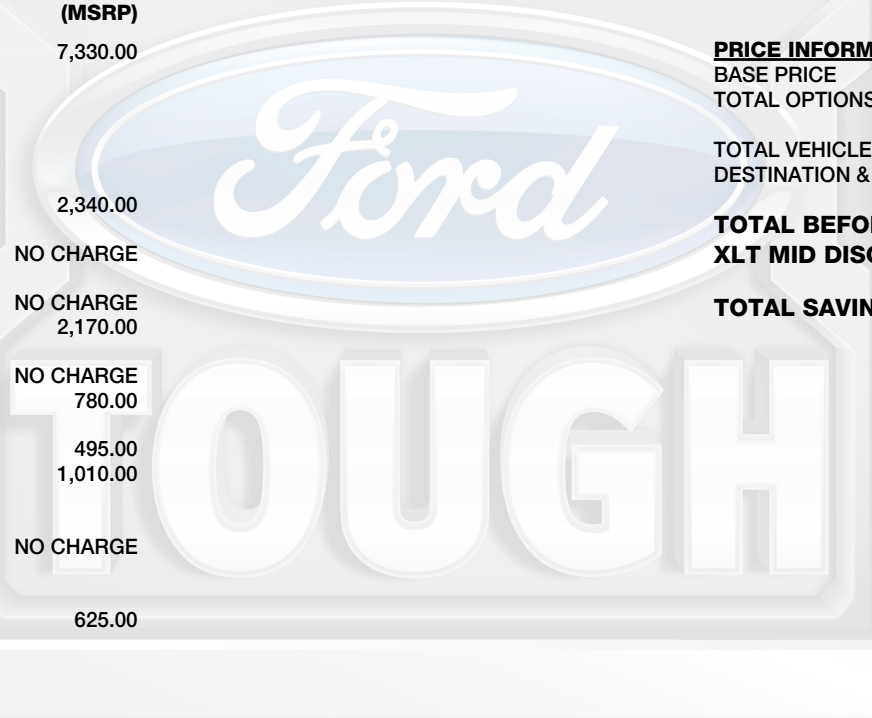 (MSRP)
7,330.00
2,340.00
NO CHARGE
NO CHARGE
2,170.00
NO CHARGE
780.00
495.00
1,010.00
NO CHARGE
625.00
PRICE INFORM
BASE PRICE
TOTAL OPTIONS
TOTAL VEHICLE
DESTINATION &
TOTAL BEFO
XLT MID DISC
TOTAL SAVIN
Ford
TOUGH